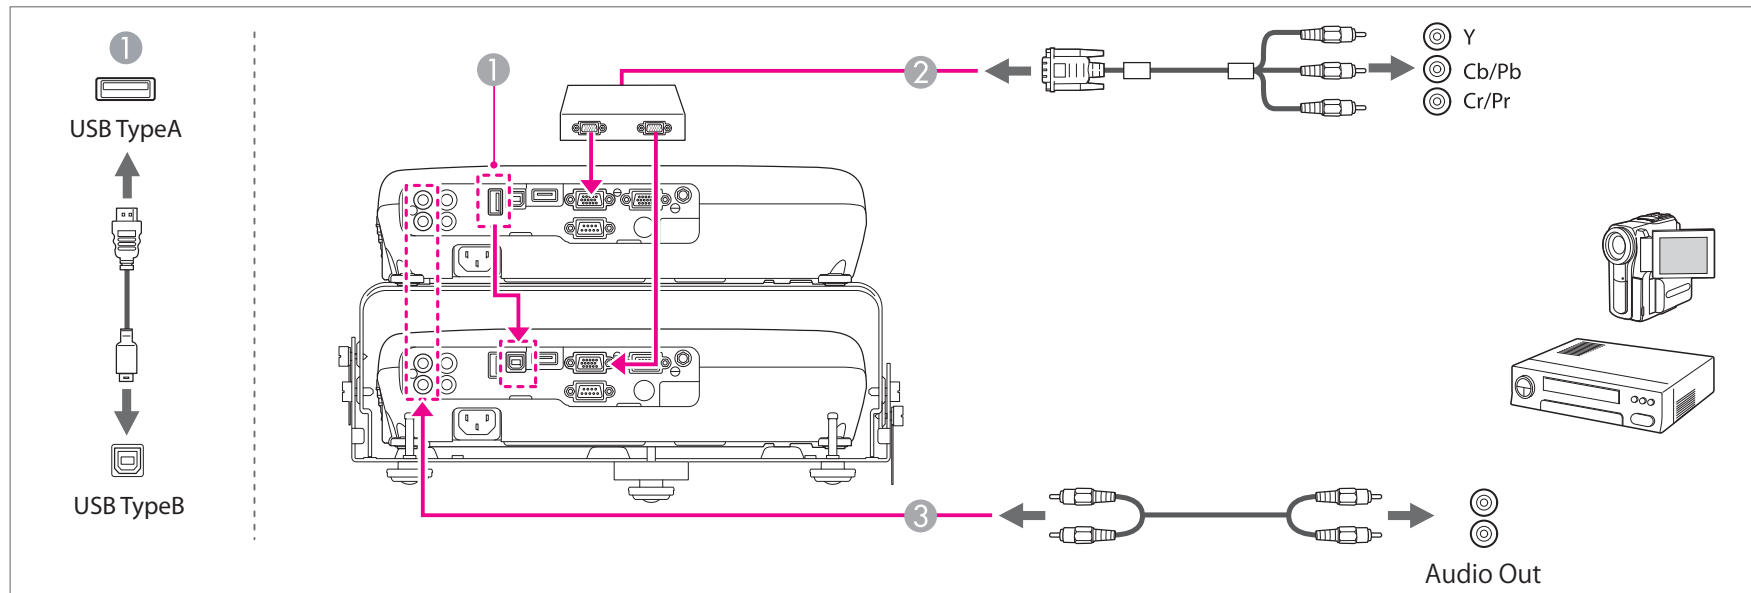 1
USB TypeA
USB TypeB
1
2
Y
Cb/Pb
Cr/Pr
3
Audio Out